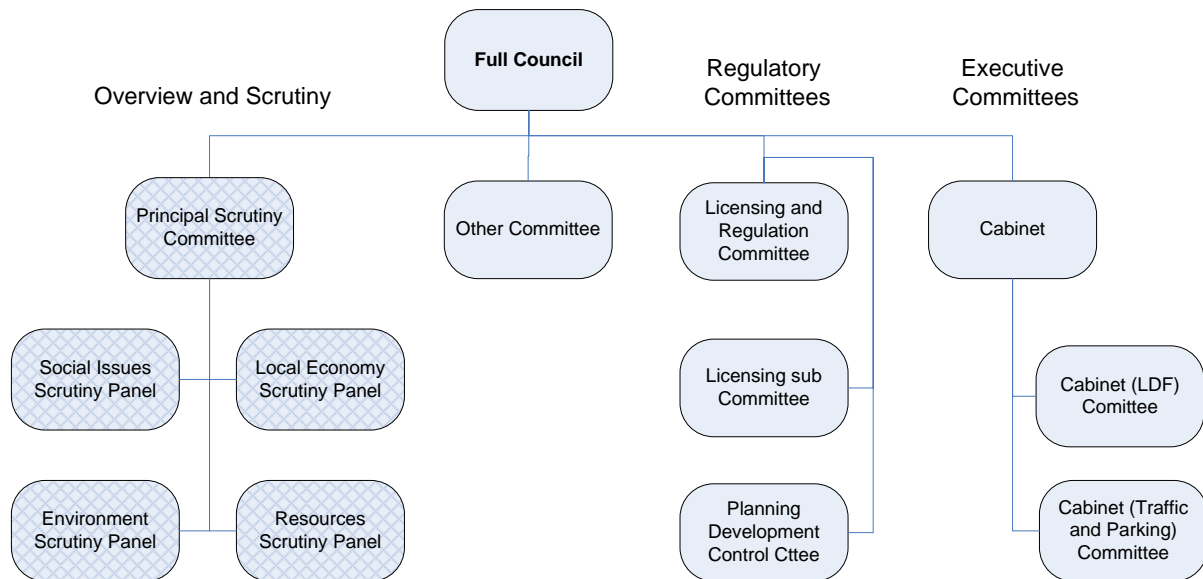 Full Council
Overview and Scrutiny
Regulatory
Committees
Executive
Committees
Principal Scrutiny
Committee
Other Committee
Licensing and
Regulation
Committee
Cabinet
Social Issues
Scrutiny Panel
Local Economy
Scrutiny Panel
Licensing sub
Committee
Cabinet (LDF)
Comittee
Environment
Scrutiny Panel
Resources
Scrutiny Panel
Planning
Development
Control Cttee
Cabinet (Traffic
and Parking)
Committee